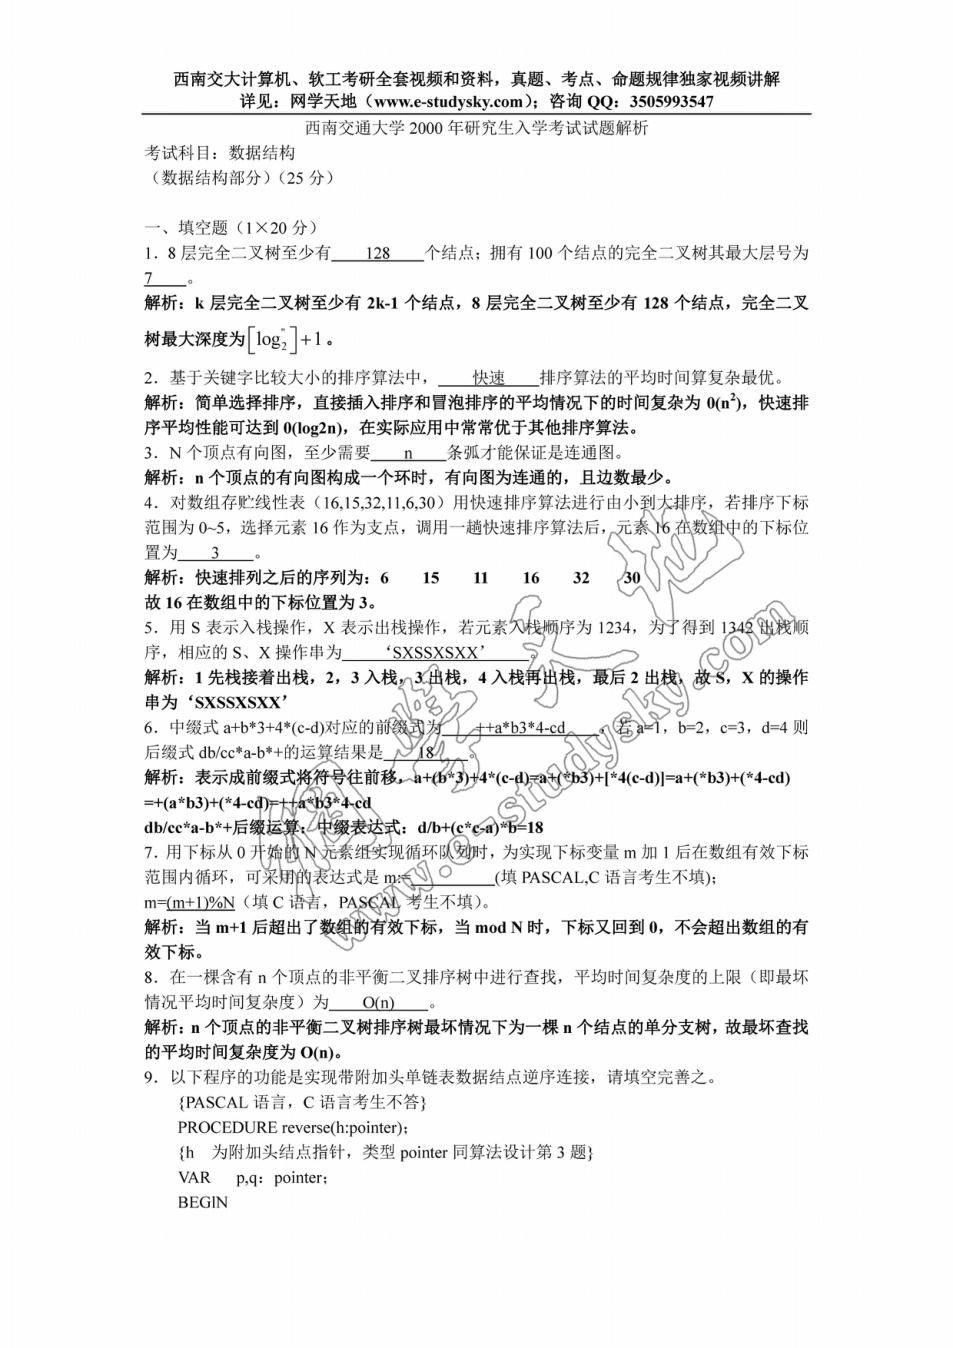 西南交大计算机、软工考研全套视频和资料，真题、考点、命题规律独家视频讲解
详见：网学天地（www.e-studysky.com）；咨询 QQ：3505993547
西南交通大学 2000 年研究生入学考试试题解析
考试科目：数据结构
（数据结构部分）（25 分）
一、填空题（1×20 分）
1．8 层完全二叉树至少有 128 个结点；拥有 100 个结点的完全二叉树其最大层号为
7 。
解析：k 层完全二叉树至少有 2k-1 个结点，8 层完全二叉树至少有 128 个结点，完全二叉
树最大深度为[log₂ⁿ]+1。
2．基于关键字比较大小的排序算法中， 快速 排序算法的平均时间算复杂最优。
解析：简单选择排序，直接插入排序和冒泡排序的平均情况下的时间复杂为 0(n²)，快速排
序平均性能可达到 0(log2n)，在实际应用中常常优于其他排序算法。
3．N 个顶点有向图，至少需要 n 条弧才能保证是连通图。
解析：n 个顶点的有向图构成一个环时，有向图为连通的，且边数最少。
4．对数组存贮线性表（16,15,32,11,6,30）用快速排序算法进行由小到大排序，若排序下标
范围为 0~5，选择元素 16 作为支点，调用一趟快速排序算法后，元素 16 在数组中的下标位
置为 3 。
解析：快速排列之后的序列为：6 15 11 16 32 30
故 16 在数组中的下标位置为 3。
5．用 S 表示入栈操作，X 表示出栈操作，若元素入栈顺序为 1234，为了得到 1342 出栈顺
序，相应的 S、X 操作串为 ‘SXSSXSXX’ 。
解析：1 先栈接着出栈，2，3 入栈，3 出栈，4 入栈再出栈，最后 2 出栈，故 S，X 的操作
串为‘SXSSXSXX’
6．中缀式 a+b*3+4*(c-d)对应的前缀式为 ++a*b3*4-cd ，若 a=1，b=2，c=3，d=4 则
后缀式 db/cc*a-b*+的运算结果是 18 。
解析：表示成前缀式将符号往前移，a+(b*3)+4*(c-d)=a+(*b3)+[*4(c-d)]=a+(*b3)+(*4-cd)
=+(a*b3)+(*4-cd)=++a*b3*4-cd
db/cc*a-b*+后缀运算：中缀表达式：d/b+(c*c-a)*b=18
7．用下标从 0 开始的 N 元素组实现循环队列时，为实现下标变量 m 加 1 后在数组有效下标
范围内循环，可采用的表达式是 m:= (填 PASCAL,C 语言考生不填);
m=(m+1)%N（填 C 语言，PASCAL 考生不填）。
解析：当 m+1 后超出了数组的有效下标，当 mod N 时，下标又回到 0，不会超出数组的有
效下标。
8．在一棵含有 n 个顶点的非平衡二叉排序树中进行查找，平均时间复杂度的上限（即最坏
情况平均时间复杂度）为 O(n) 。
解析：n 个顶点的非平衡二叉树排序树最坏情况下为一棵 n 个结点的单分支树，故最坏查找
的平均时间复杂度为 O(n)。
9．以下程序的功能是实现带附加头单链表数据结点逆序连接，请填空完善之。
{PASCAL 语言，C 语言考生不答}
PROCEDURE reverse(h:pointer);
{h 为附加头结点指针，类型 pointer 同算法设计第 3 题}
VAR p,q：pointer；
BEGIN
网学天地
www.e-studysky.com